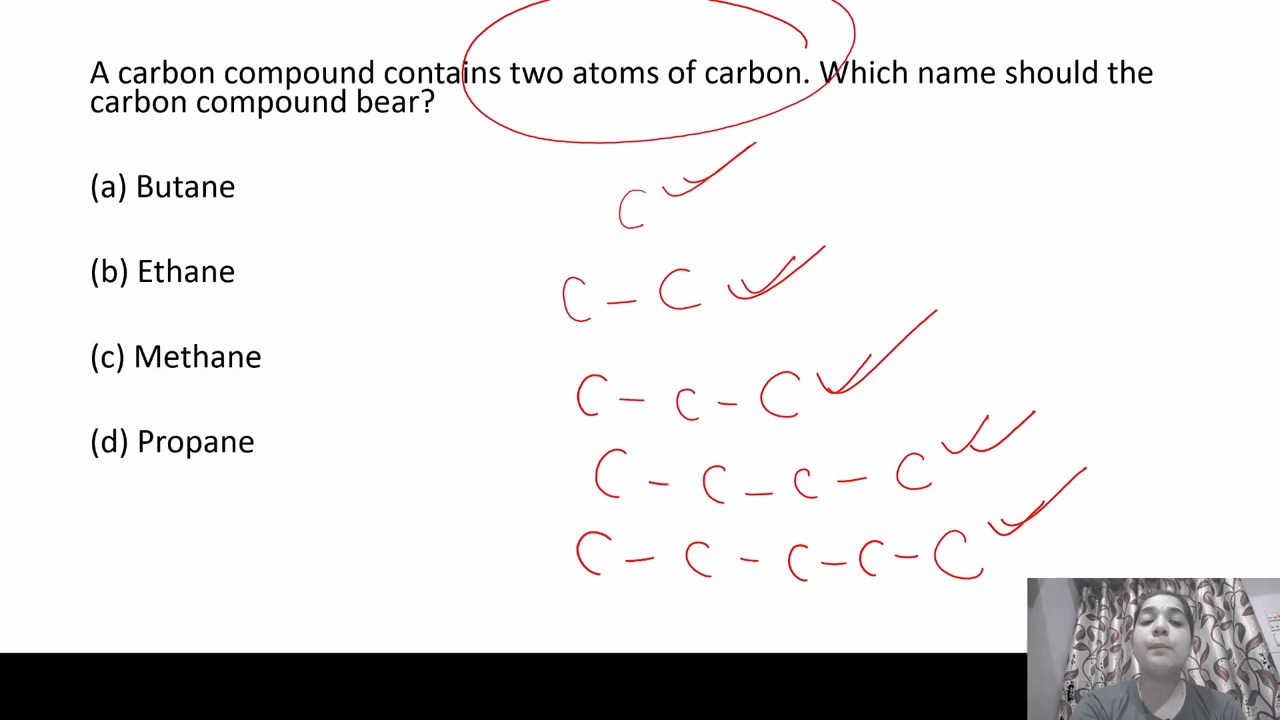 A carbon compound contains two atoms of carbon. Which name should the
carbon compound bear?
(a) Butane
C
(b) Ethane
C - C
(c) Methane
C - C - C
(d) Propane
C - C - C - C
C - C - C - C - C